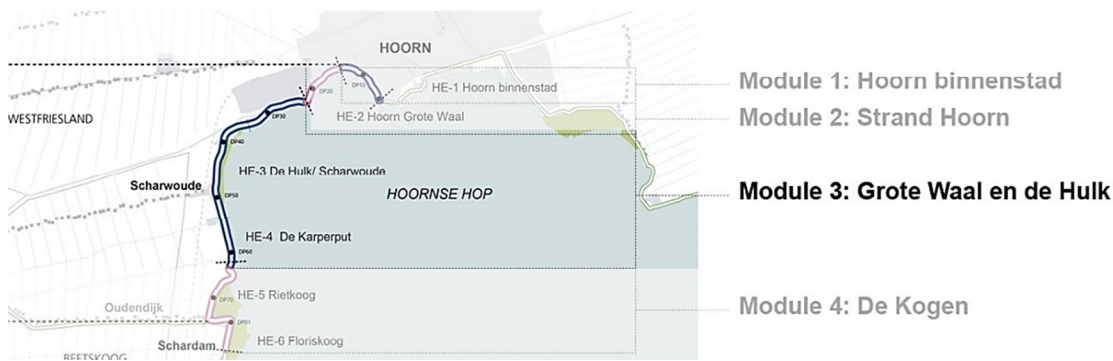 HOORN
HE-1 Hoorn binnenstad
DP20
DP10
Module 1: Hoorn binnenstad
WESTFRIESLAND
DP30
HE-2 Hoorn Grote Waal
Module 2: Strand Hoorn
DP40
HE-3 De Hulk/ Scharwoude
Scharwoude
DP50
HOORNSE HOP
Module 3: Grote Waal en de Hulk
HE-4 De Karperput
DP60
HE-5 Rietkoog
DP70
Oudendijk
Module 4: De Kogen
DP01
HE-6 Floriskoog
Schardam
BEETSKOOG